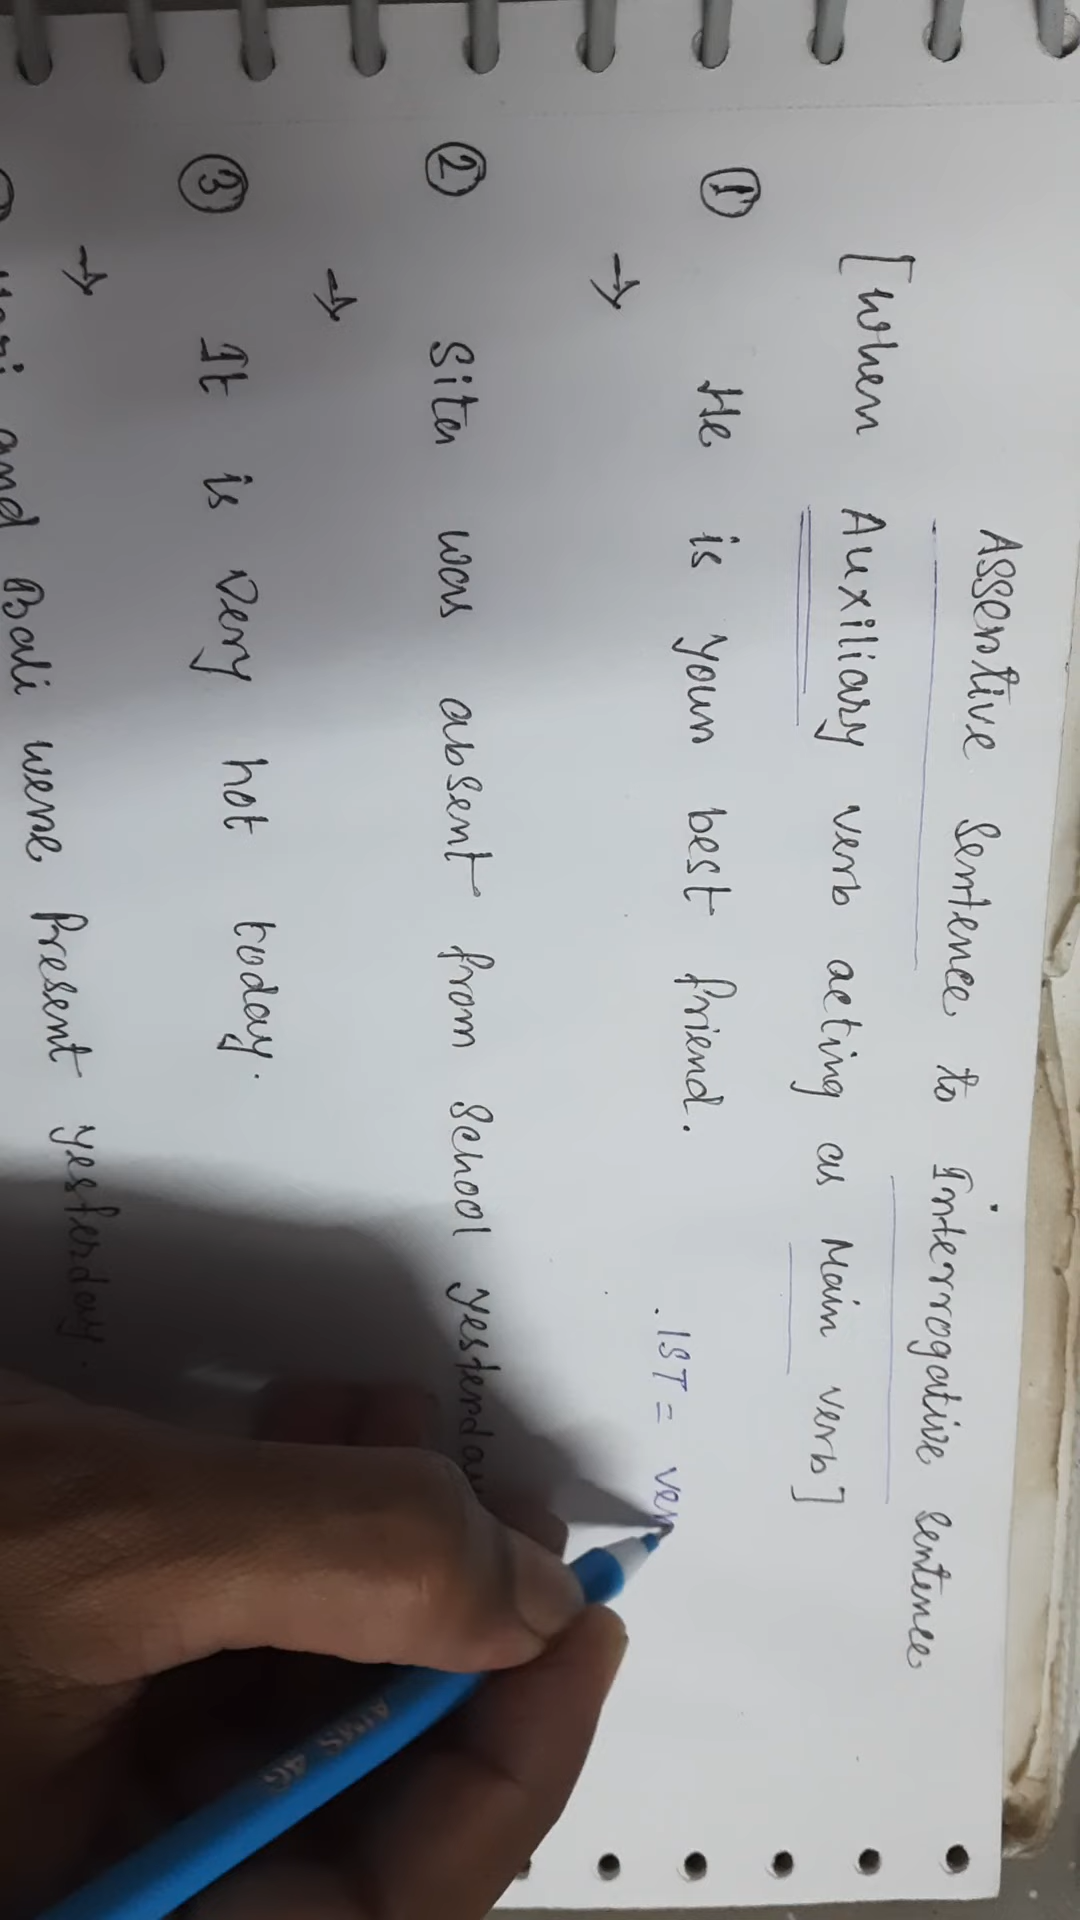 Assertive Sentence to Interrogative Sentence
[When Auxiliary verb acting as Main verb]
① He is your best friend.
→ .IST = ver
② Sita was absent from School yesterday
→
③ It is very hot today.
→
and Bali were Present yesterday.
AIMS 4G